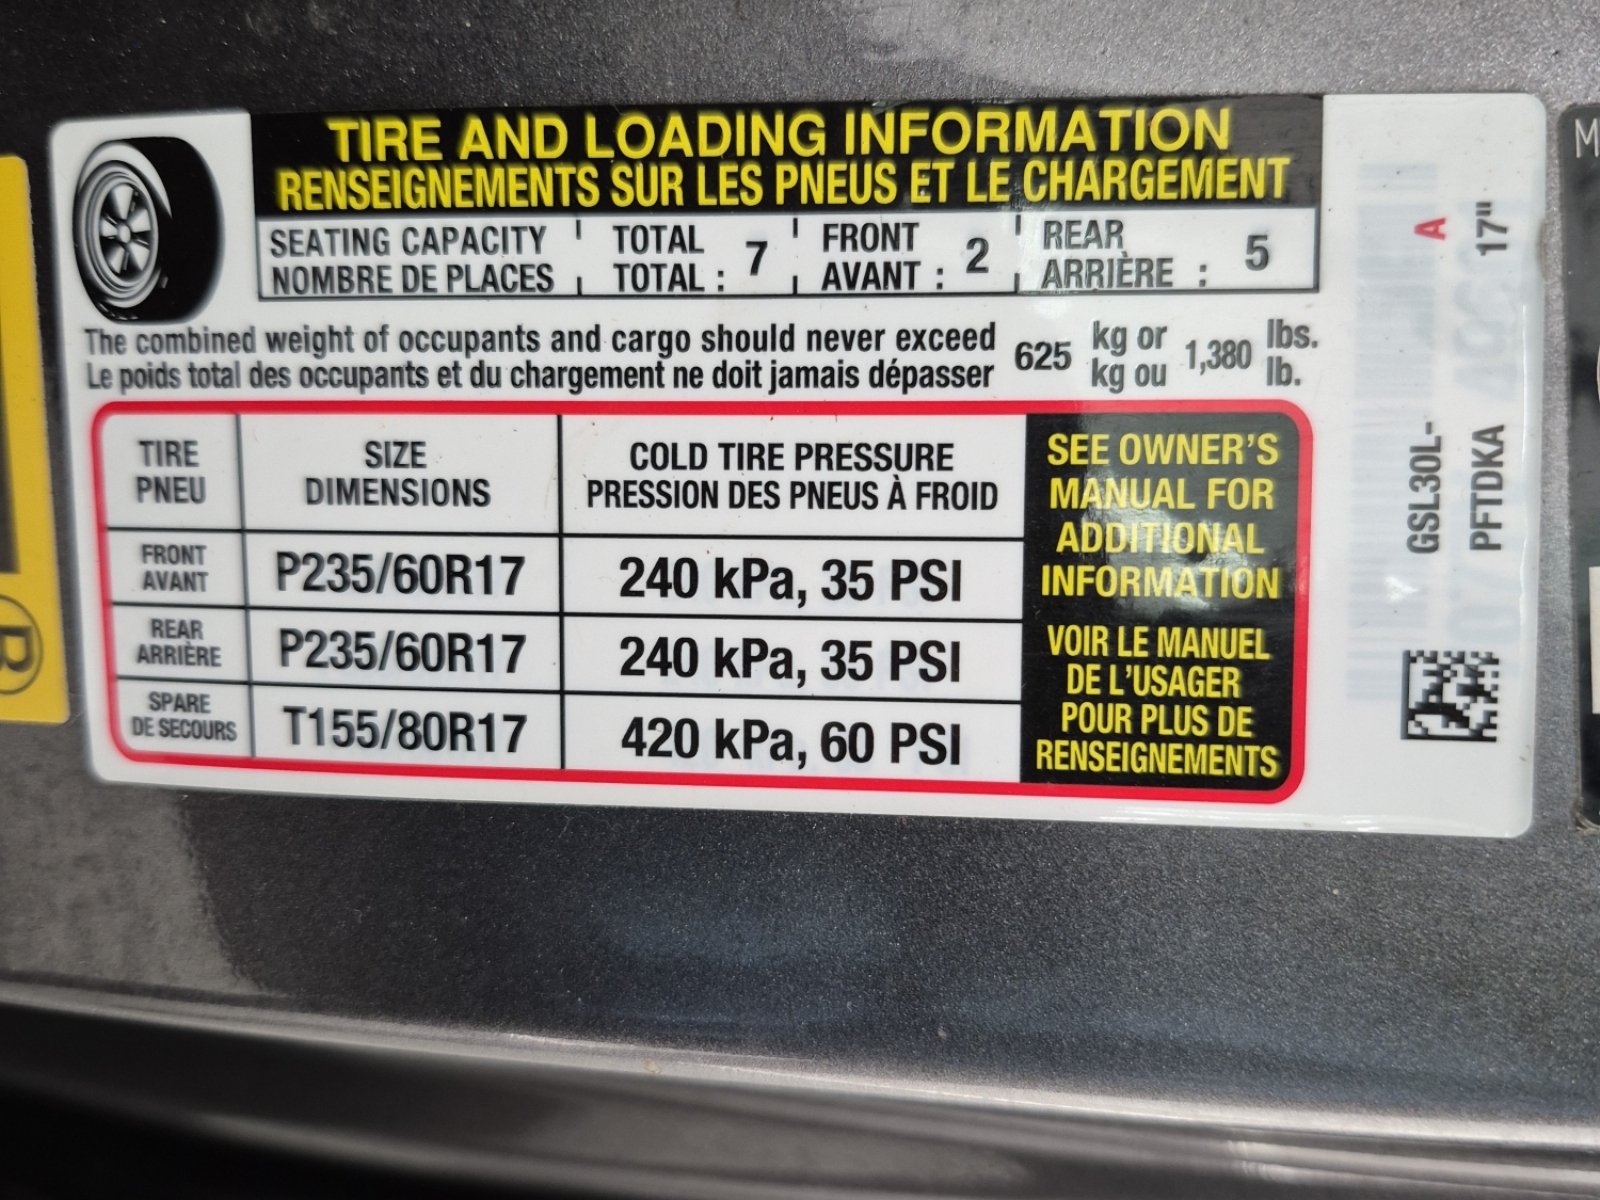 TIRE AND LOADING INFORMATION
RENSEIGNEMENTS SUR LES PNEUS ET LE CHARGEMENT
SEATING CAPACITY TOTAL 7 FRONT 2 REAR 5
NOMBRE DE PLACES TOTAL : AVANT : ARRIÈRE :
The combined weight of occupants and cargo should never exceed 625 kg or 1,380 lbs.
Le poids total des occupants et du chargement ne doit jamais dépasser kg ou lb.
TIRE SIZE COLD TIRE PRESSURE
PNEU DIMENSIONS PRESSION DES PNEUS À FROID
FRONT
AVANT
P235/60R17 240 kPa, 35 PSI
REAR
ARRIÈRE
P235/60R17 240 kPa, 35 PSI
SPARE
DE SECOURS
T155/80R17 420 kPa, 60 PSI
SEE OWNER'S
MANUAL FOR
ADDITIONAL
INFORMATION
VOIR LE MANUEL
DE L'USAGER
POUR PLUS DE
RENSEIGNEMENTS
A
17"
GSL30L-
PFTDKA
M
R